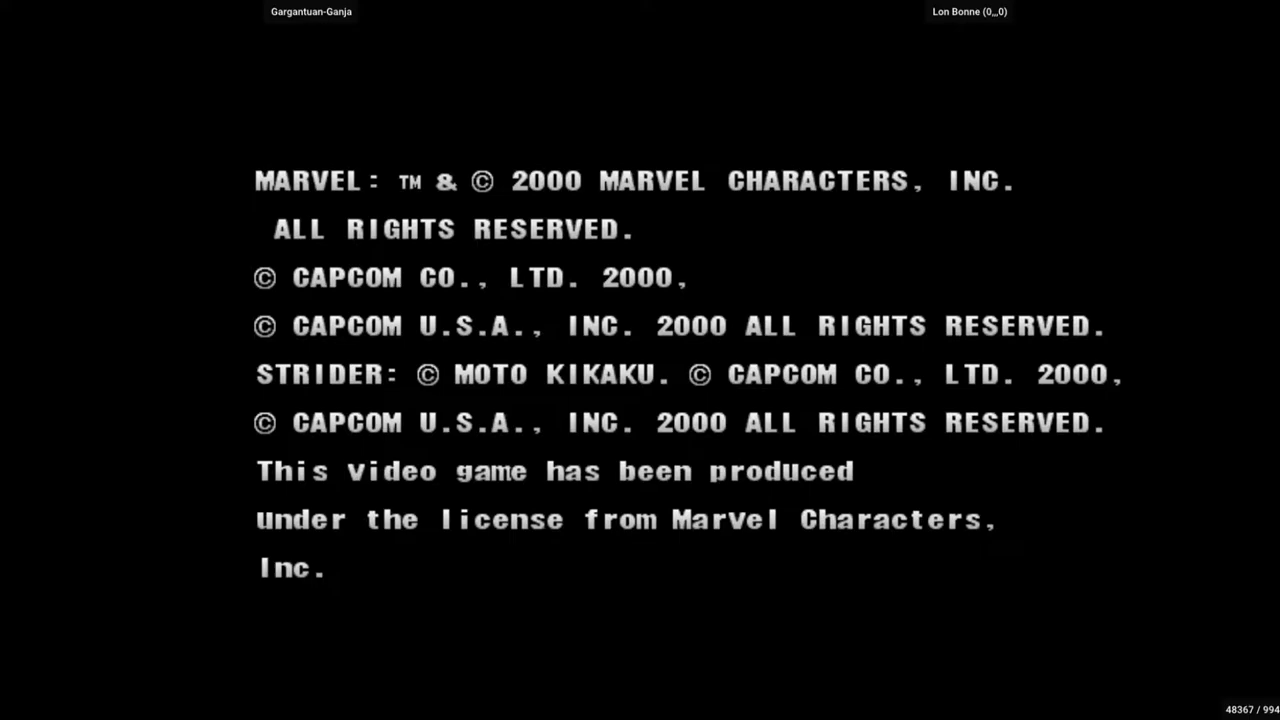 Gargantuan-Ganja
Lon Bonne (0,,,0)
MARVEL: ™ & © 2000 MARVEL CHARACTERS, INC.
ALL RIGHTS RESERVED.
© CAPCOM CO., LTD. 2000,
© CAPCOM U.S.A., INC. 2000 ALL RIGHTS RESERVED.
STRIDER: © MOTO KIKAKU. © CAPCOM CO., LTD. 2000,
© CAPCOM U.S.A., INC. 2000 ALL RIGHTS RESERVED.
This video game has been produced
under the license from Marvel Characters,
Inc.
48367 / 994